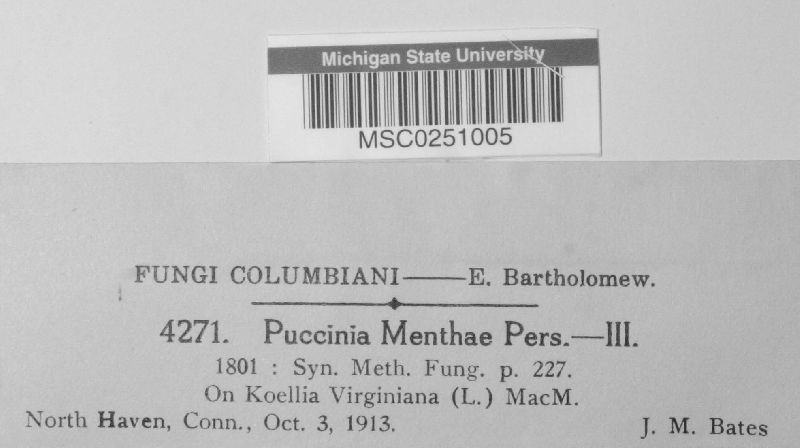 Michigan State University
MSC0251005
FUNGI COLUMBIANI——E. Bartholomew.
4271. Puccinia Menthae Pers.—III.
1801 : Syn. Meth. Fung. p. 227.
On Koellia Virginiana (L.) MacM.
North Haven, Conn., Oct. 3, 1913. J. M. Bates